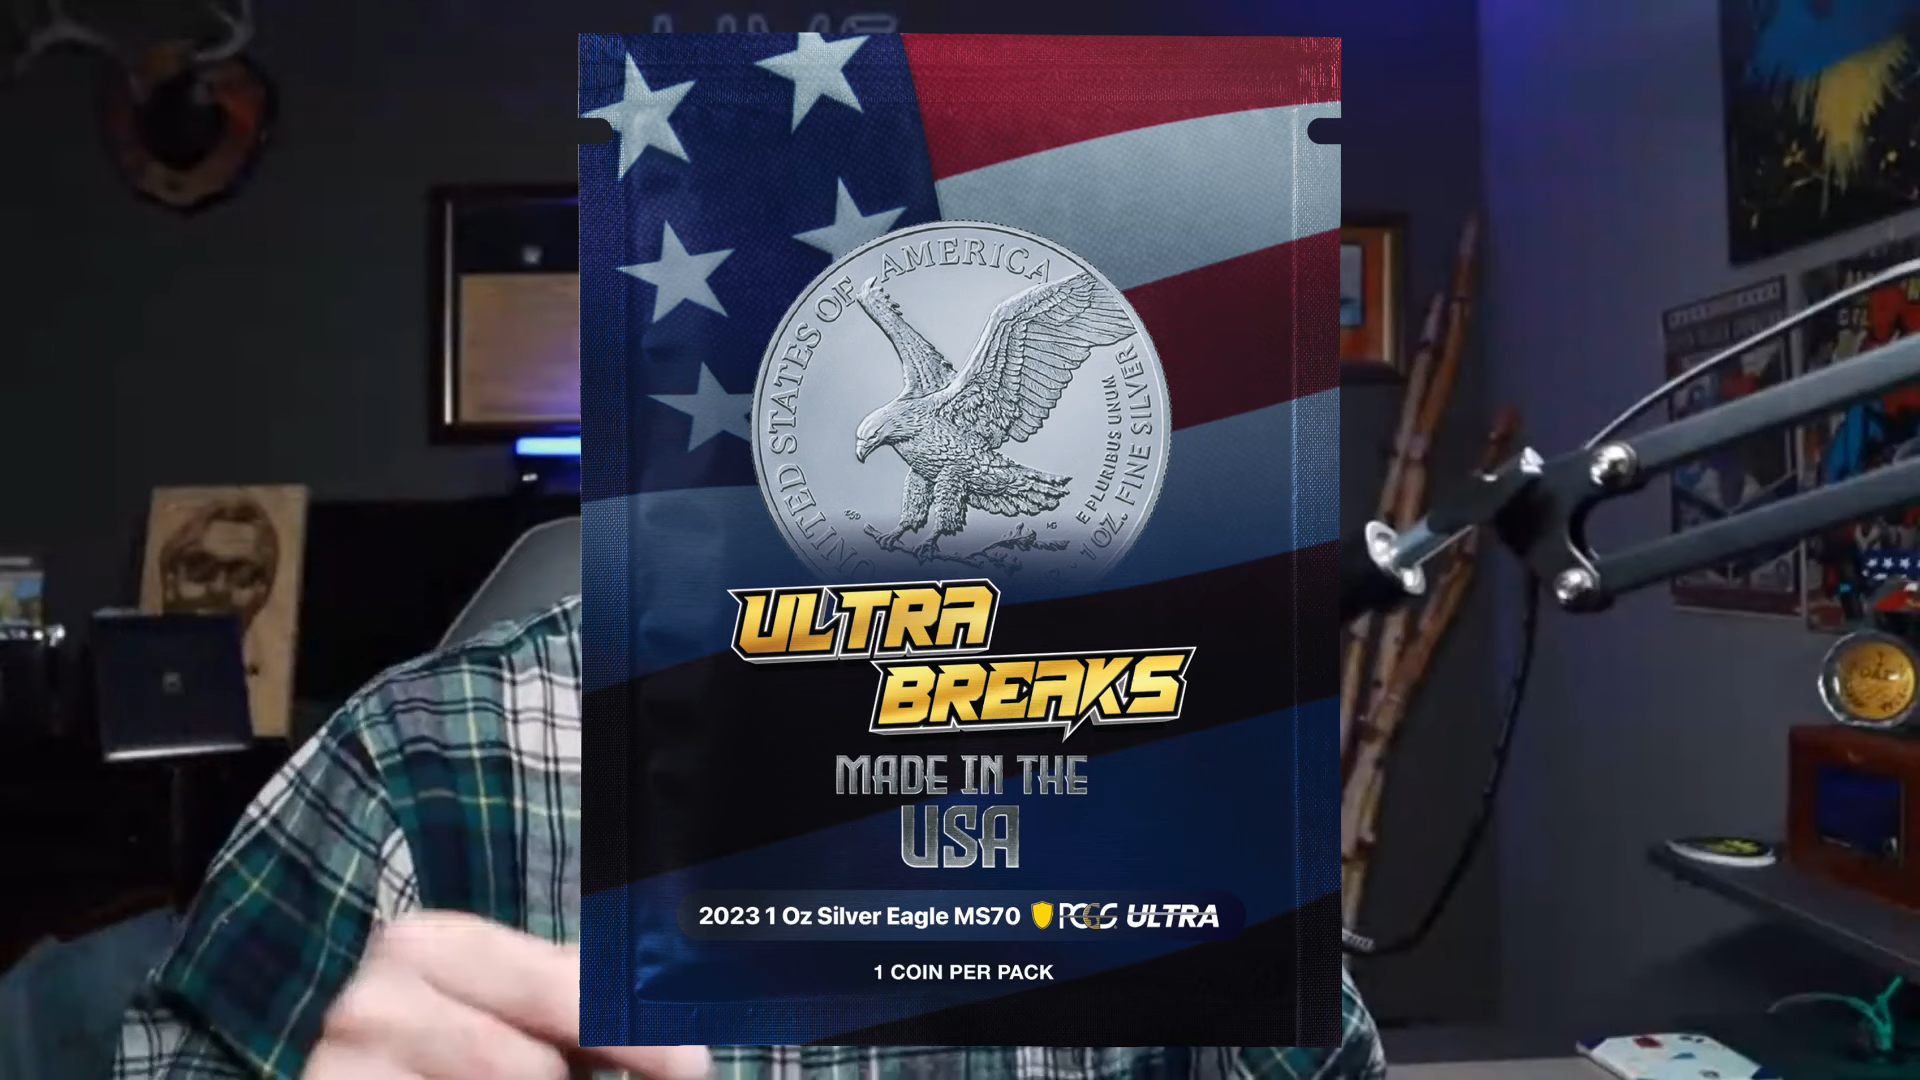 LIVE
UNITED STATES OF AMERICA
E PLURIBUS UNUM
1 OZ. FINE SILVER
ULTRA
BREAKS
MADE IN THE
USA
2023 1 Oz Silver Eagle MS70 PCGS ULTRA
1 COIN PER PACK